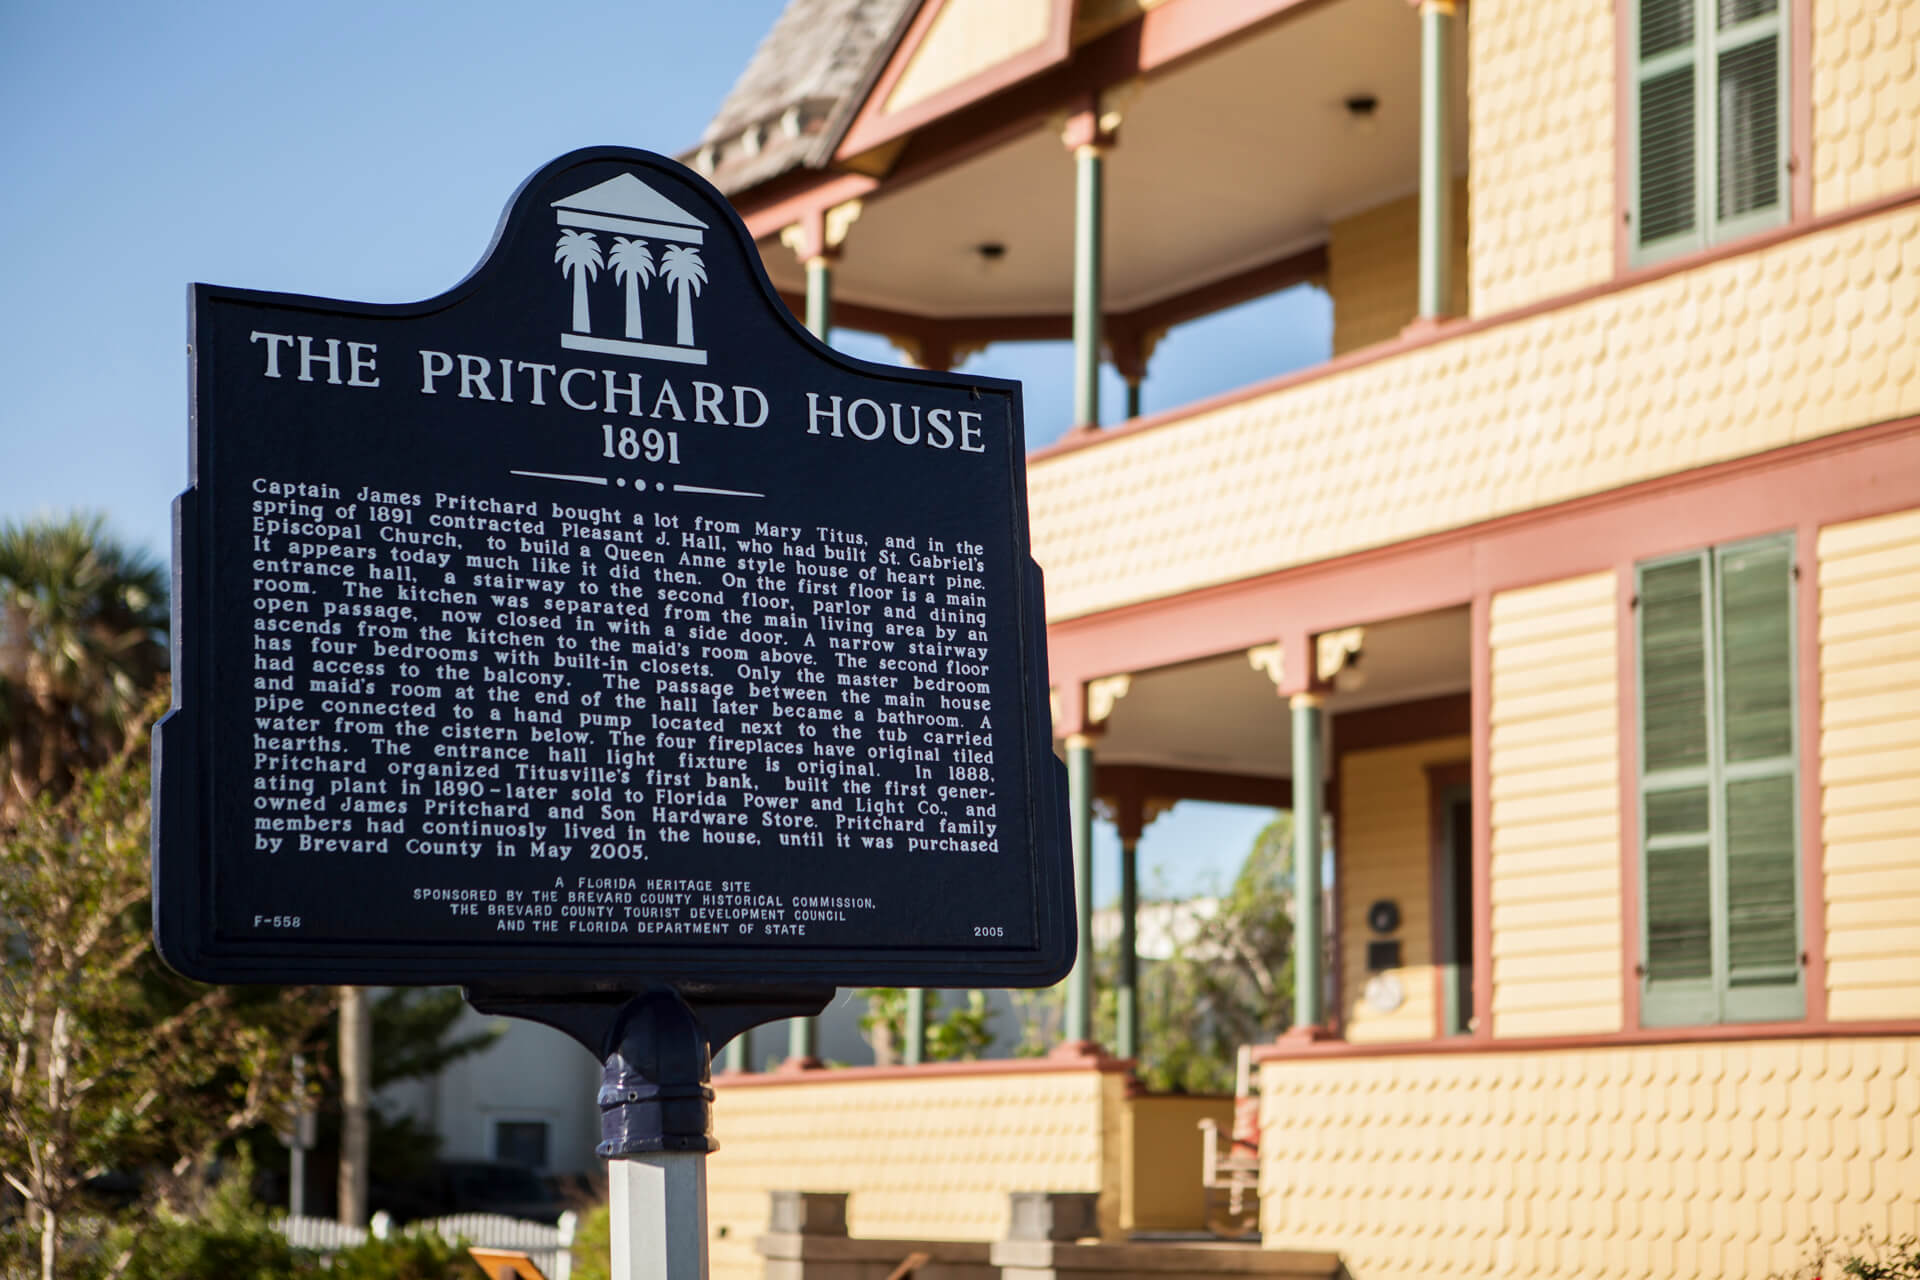 THE PRITCHARD HOUSE
1891
Captain James Pritchard bought a lot from Mary Titus, and in the
spring of 1891 contracted Pleasant J. Hall, who had built St. Gabriel's
Episcopal Church, to build a Queen Anne style house of heart pine.
It appears today much like it did then. On the first floor is a main
entrance hall, a stairway to the second floor, parlor and dining
room. The kitchen was separated from the main living area by an
open passage, now closed in with a side door. A narrow stairway
ascends from the kitchen to the maid's room above. The second floor
has four bedrooms with built-in closets. Only the master bedroom
had access to the balcony. The passage between the main house
and maid's room at the end of the hall later became a bathroom. A
pipe connected to a hand pump located next to the tub carried
water from the cistern below. The four fireplaces have original tiled
hearths. The entrance hall light fixture is original. In 1888,
Pritchard organized Titusville's first bank, built the first gener-
ating plant in 1890-later sold to Florida Power and Light Co., and
owned James Pritchard and Son Hardware Store. Pritchard family
members had continuosly lived in the house, until it was purchased
by Brevard County in May 2005.
A FLORIDA HERITAGE SITE
SPONSORED BY THE BREVARD COUNTY HISTORICAL COMMISSION,
THE BREVARD COUNTY TOURIST DEVELOPMENT COUNCIL
AND THE FLORIDA DEPARTMENT OF STATE
F-558
2005